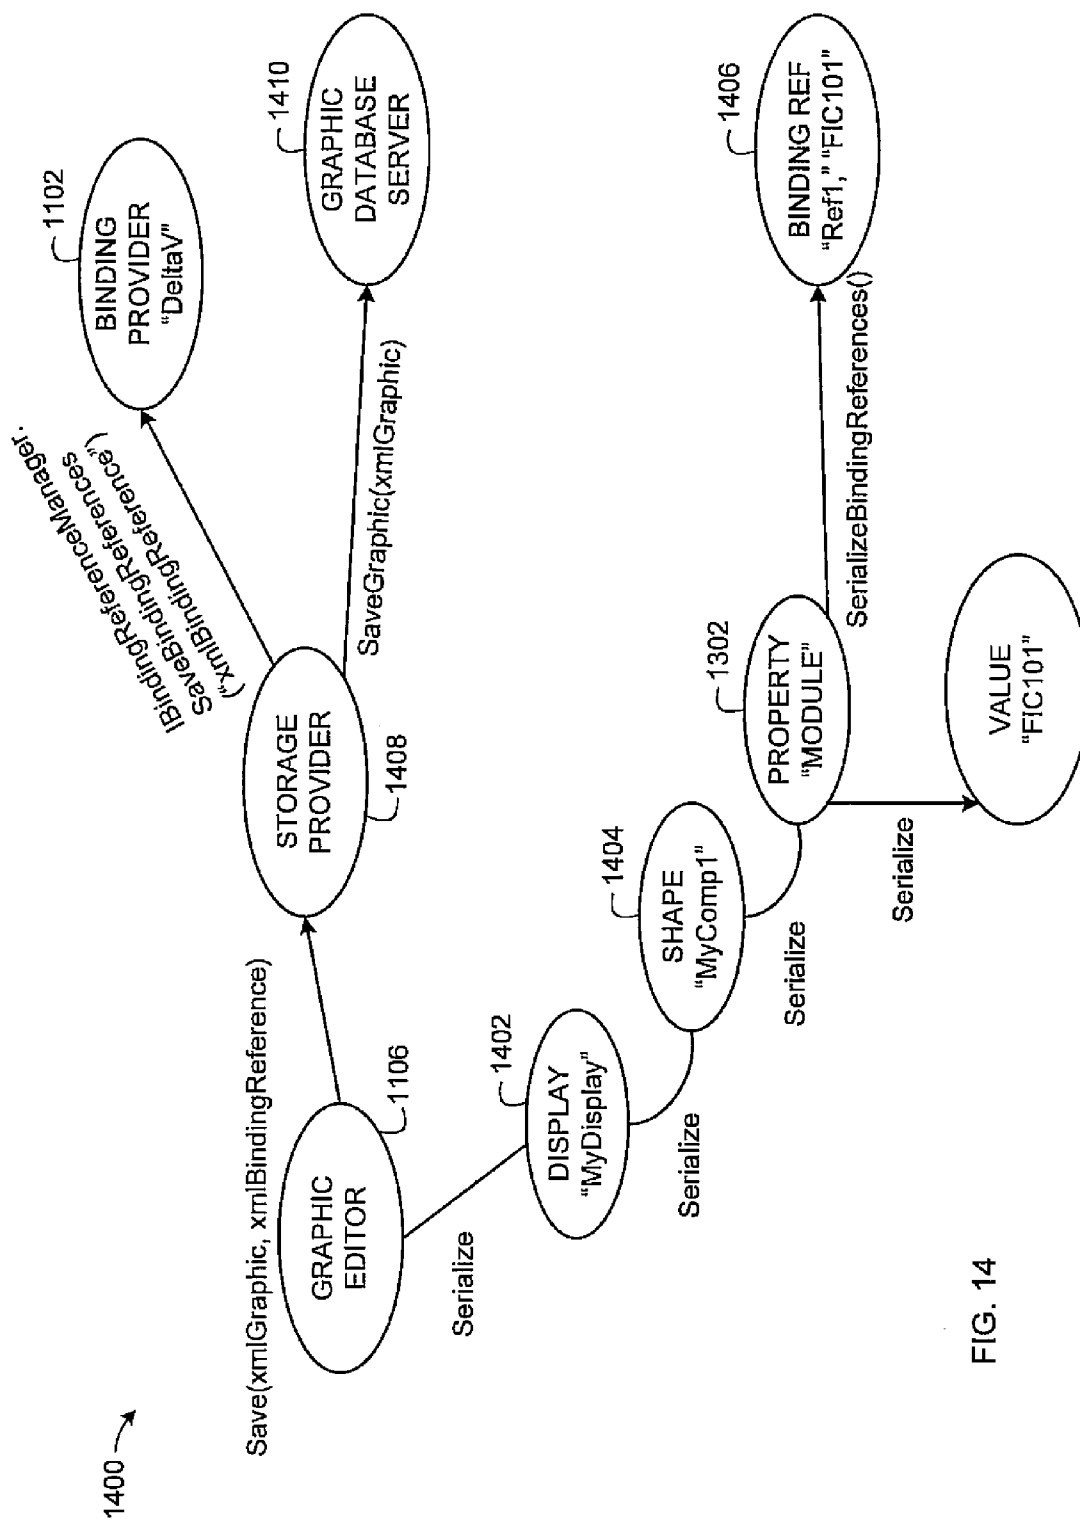 1400
Save(xmlGraphic, xmlBindingReference)
GRAPHIC
EDITOR
1106
STORAGE
PROVIDER
1408
IBindingReferenceManager.
SaveBindingReferences
("xmlBindingReference")
BINDING
PROVIDER
"DeltaV"
1102
SaveGraphic(xmlGraphic)
GRAPHIC
DATABASE
SERVER
1410
Serialize
DISPLAY
"MyDisplay"
1402
Serialize
SHAPE
"MyComp1"
1404
Serialize
PROPERTY
"MODULE"
1302
SerializeBindingReferences()
BINDING REF
"Ref1," "FIC101"
1406
Serialize
VALUE
"FIC101"
FIG. 14